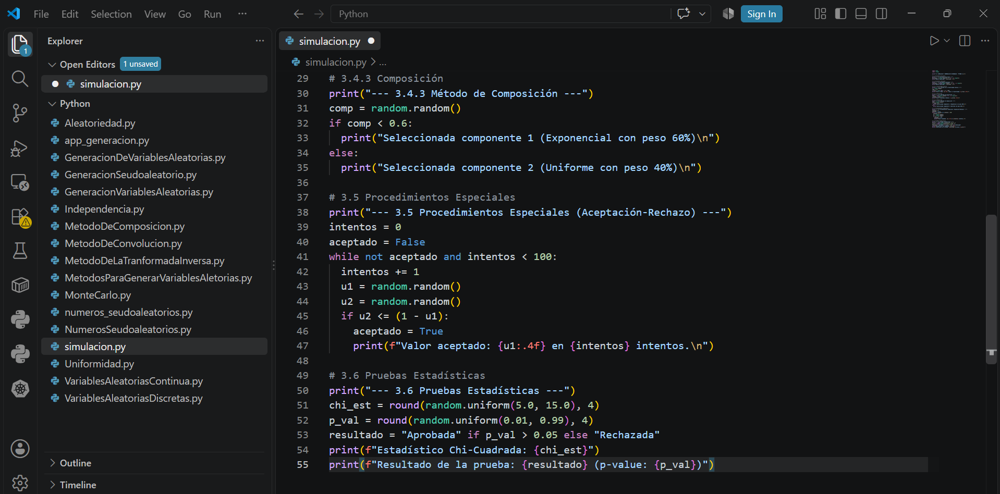 File Edit Selection View Go Run ···
Python
Sign In
Explorer
1
Open Editors 1 unsaved
simulacion.py
Python
Aleatoriedad.py
app_generacion.py
GeneracionDeVariablesAleatorias.py
GeneracionSeudoaleatorio.py
GeneracionVariablesAleatorias.py
Independencia.py
MetodoDeComposicion.py
MetodoDeConvolucion.py
MetodoDeLaTranformadaInversa.py
MetodosParaGenerarVariablesAletorias.py
MonteCarlo.py
numeros_seudoaleatorios.py
NumerosSeudoaleatorios.py
simulacion.py
Uniformidad.py
VariablesAleatoriasContinua.py
VariablesAleatoriasDiscretas.py
Outline
Timeline
simulacion.py
simulacion.py > ...
29 # 3.4.3 Composición
30 print("--- 3.4.3 Método de Composición ---")
31 comp = random.random()
32 if comp < 0.6:
33   print("Seleccionada componente 1 (Exponencial con peso 60%)\n")
34 else:
35   print("Seleccionada componente 2 (Uniforme con peso 40%)\n")
36
37 # 3.5 Procedimientos Especiales
38 print("--- 3.5 Procedimientos Especiales (Aceptación-Rechazo) ---")
39 intentos = 0
40 aceptado = False
41 while not aceptado and intentos < 100:
42   intentos += 1
43   u1 = random.random()
44   u2 = random.random()
45   if u2 <= (1 - u1):
46     aceptado = True
47     print(f"Valor aceptado: {u1:.4f} en {intentos} intentos.\n")
48
49 # 3.6 Pruebas Estadísticas
50 print("--- 3.6 Pruebas Estadísticas ---")
51 chi_est = round(random.uniform(5.0, 15.0), 4)
52 p_val = round(random.uniform(0.01, 0.99), 4)
53 resultado = "Aprobada" if p_val > 0.05 else "Rechazada"
54 print(f"Estadístico Chi-Cuadrada: {chi_est}")
55 print(f"Resultado de la prueba: {resultado} (p-value: {p_val})")